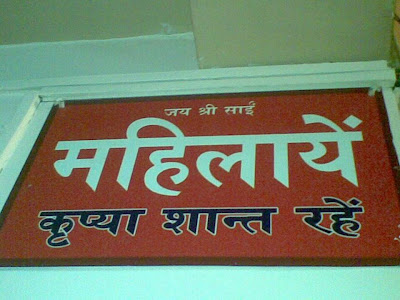 जय श्री साईं
महिलायें
कृप्या शान्त रहें